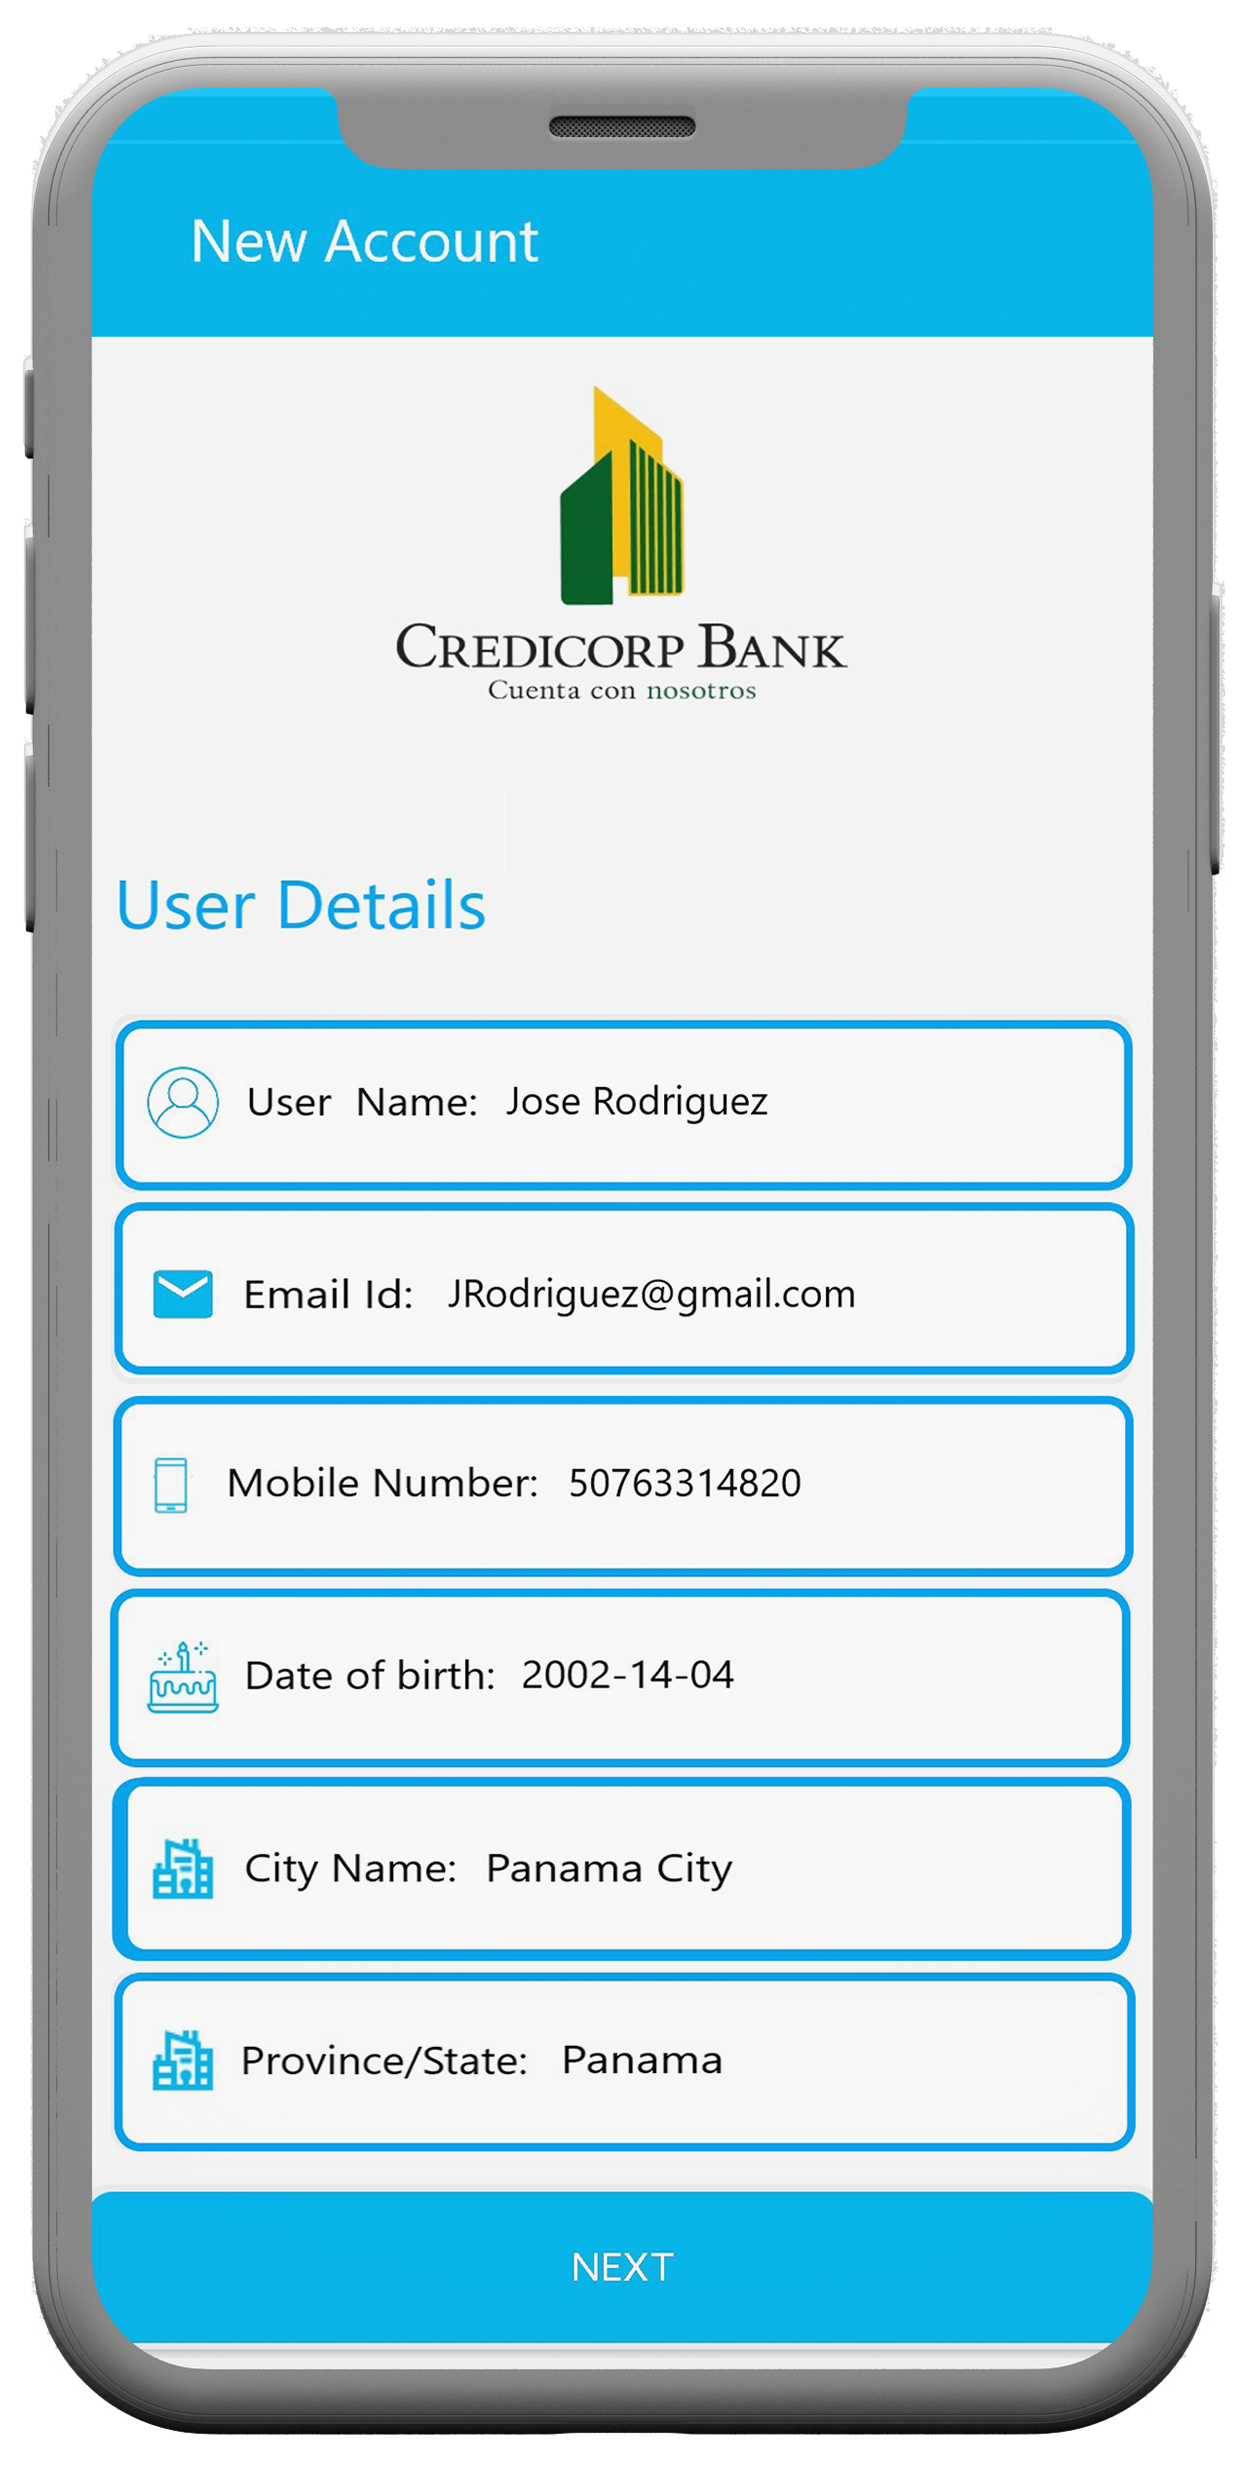 New Account
CREDICORP BANK
Cuenta con nosotros
User Details
User Name: Jose Rodriguez
Email Id: JRodriguez@gmail.com
Mobile Number: 50763314820
Date of birth: 2002-14-04
City Name: Panama City
Province/State: Panama
NEXT